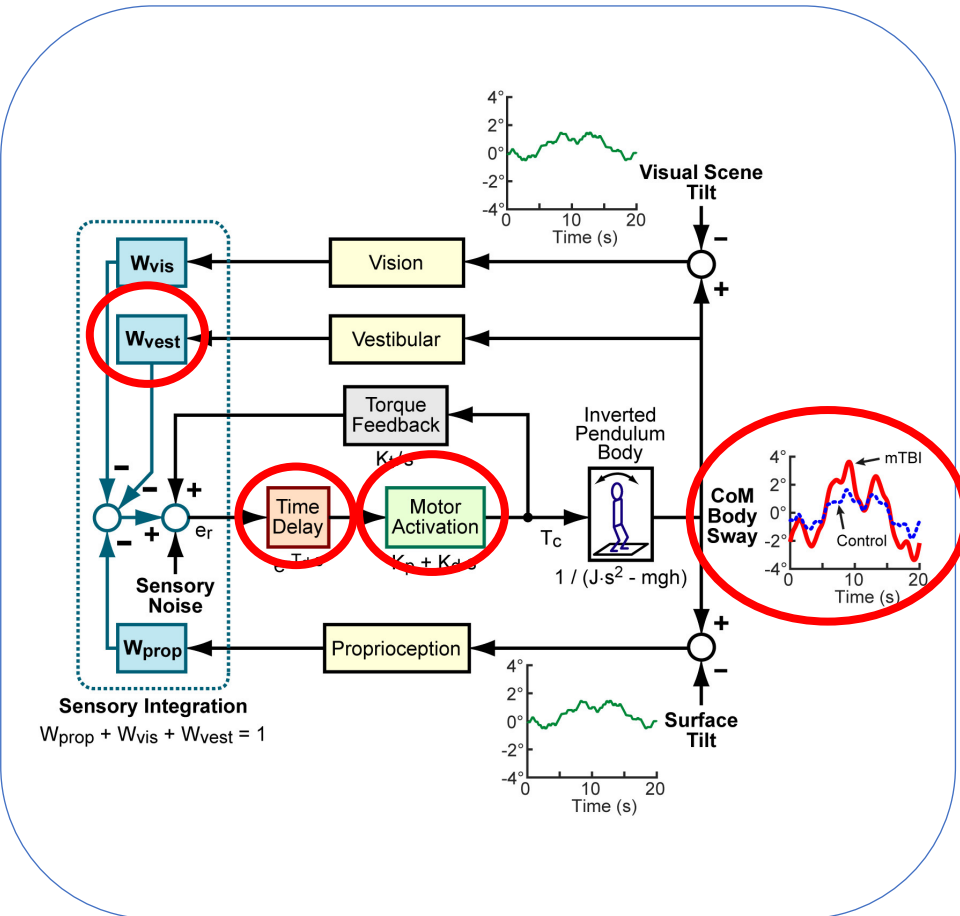 4°
2°
0°
-2°
-4°
0
10
20
Time (s)
Visual Scene
Tilt
−
+
Wvis
Vision
Wvest
Vestibular
Torque
Feedback
Inverted
Pendulum
Body
−
−
+
+
−
er
Time
Delay
Motor
Activation
Kp + Kd·s
Tc
1 / (J·s² - mgh)
Sensory
Noise
CoM
Body
Sway
4°
2°
0°
-2°
-4°
mTBI
Control
0
10
20
Time (s)
Wprop
Proprioception
+
−
Sensory Integration
Wprop + Wvis + Wvest = 1
4°
2°
0°
-2°
-4°
0
10
20
Time (s)
Surface
Tilt